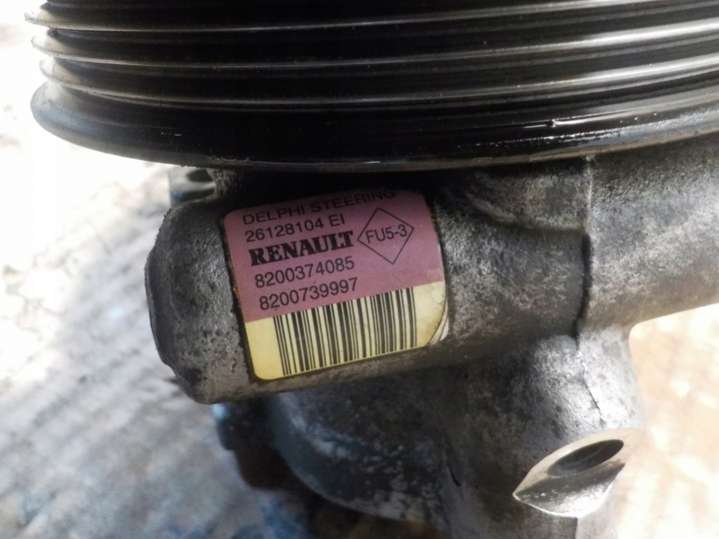 DELPHI STEERING
26128104 EI
RENAULT FU5-3
8200374085
8200739997